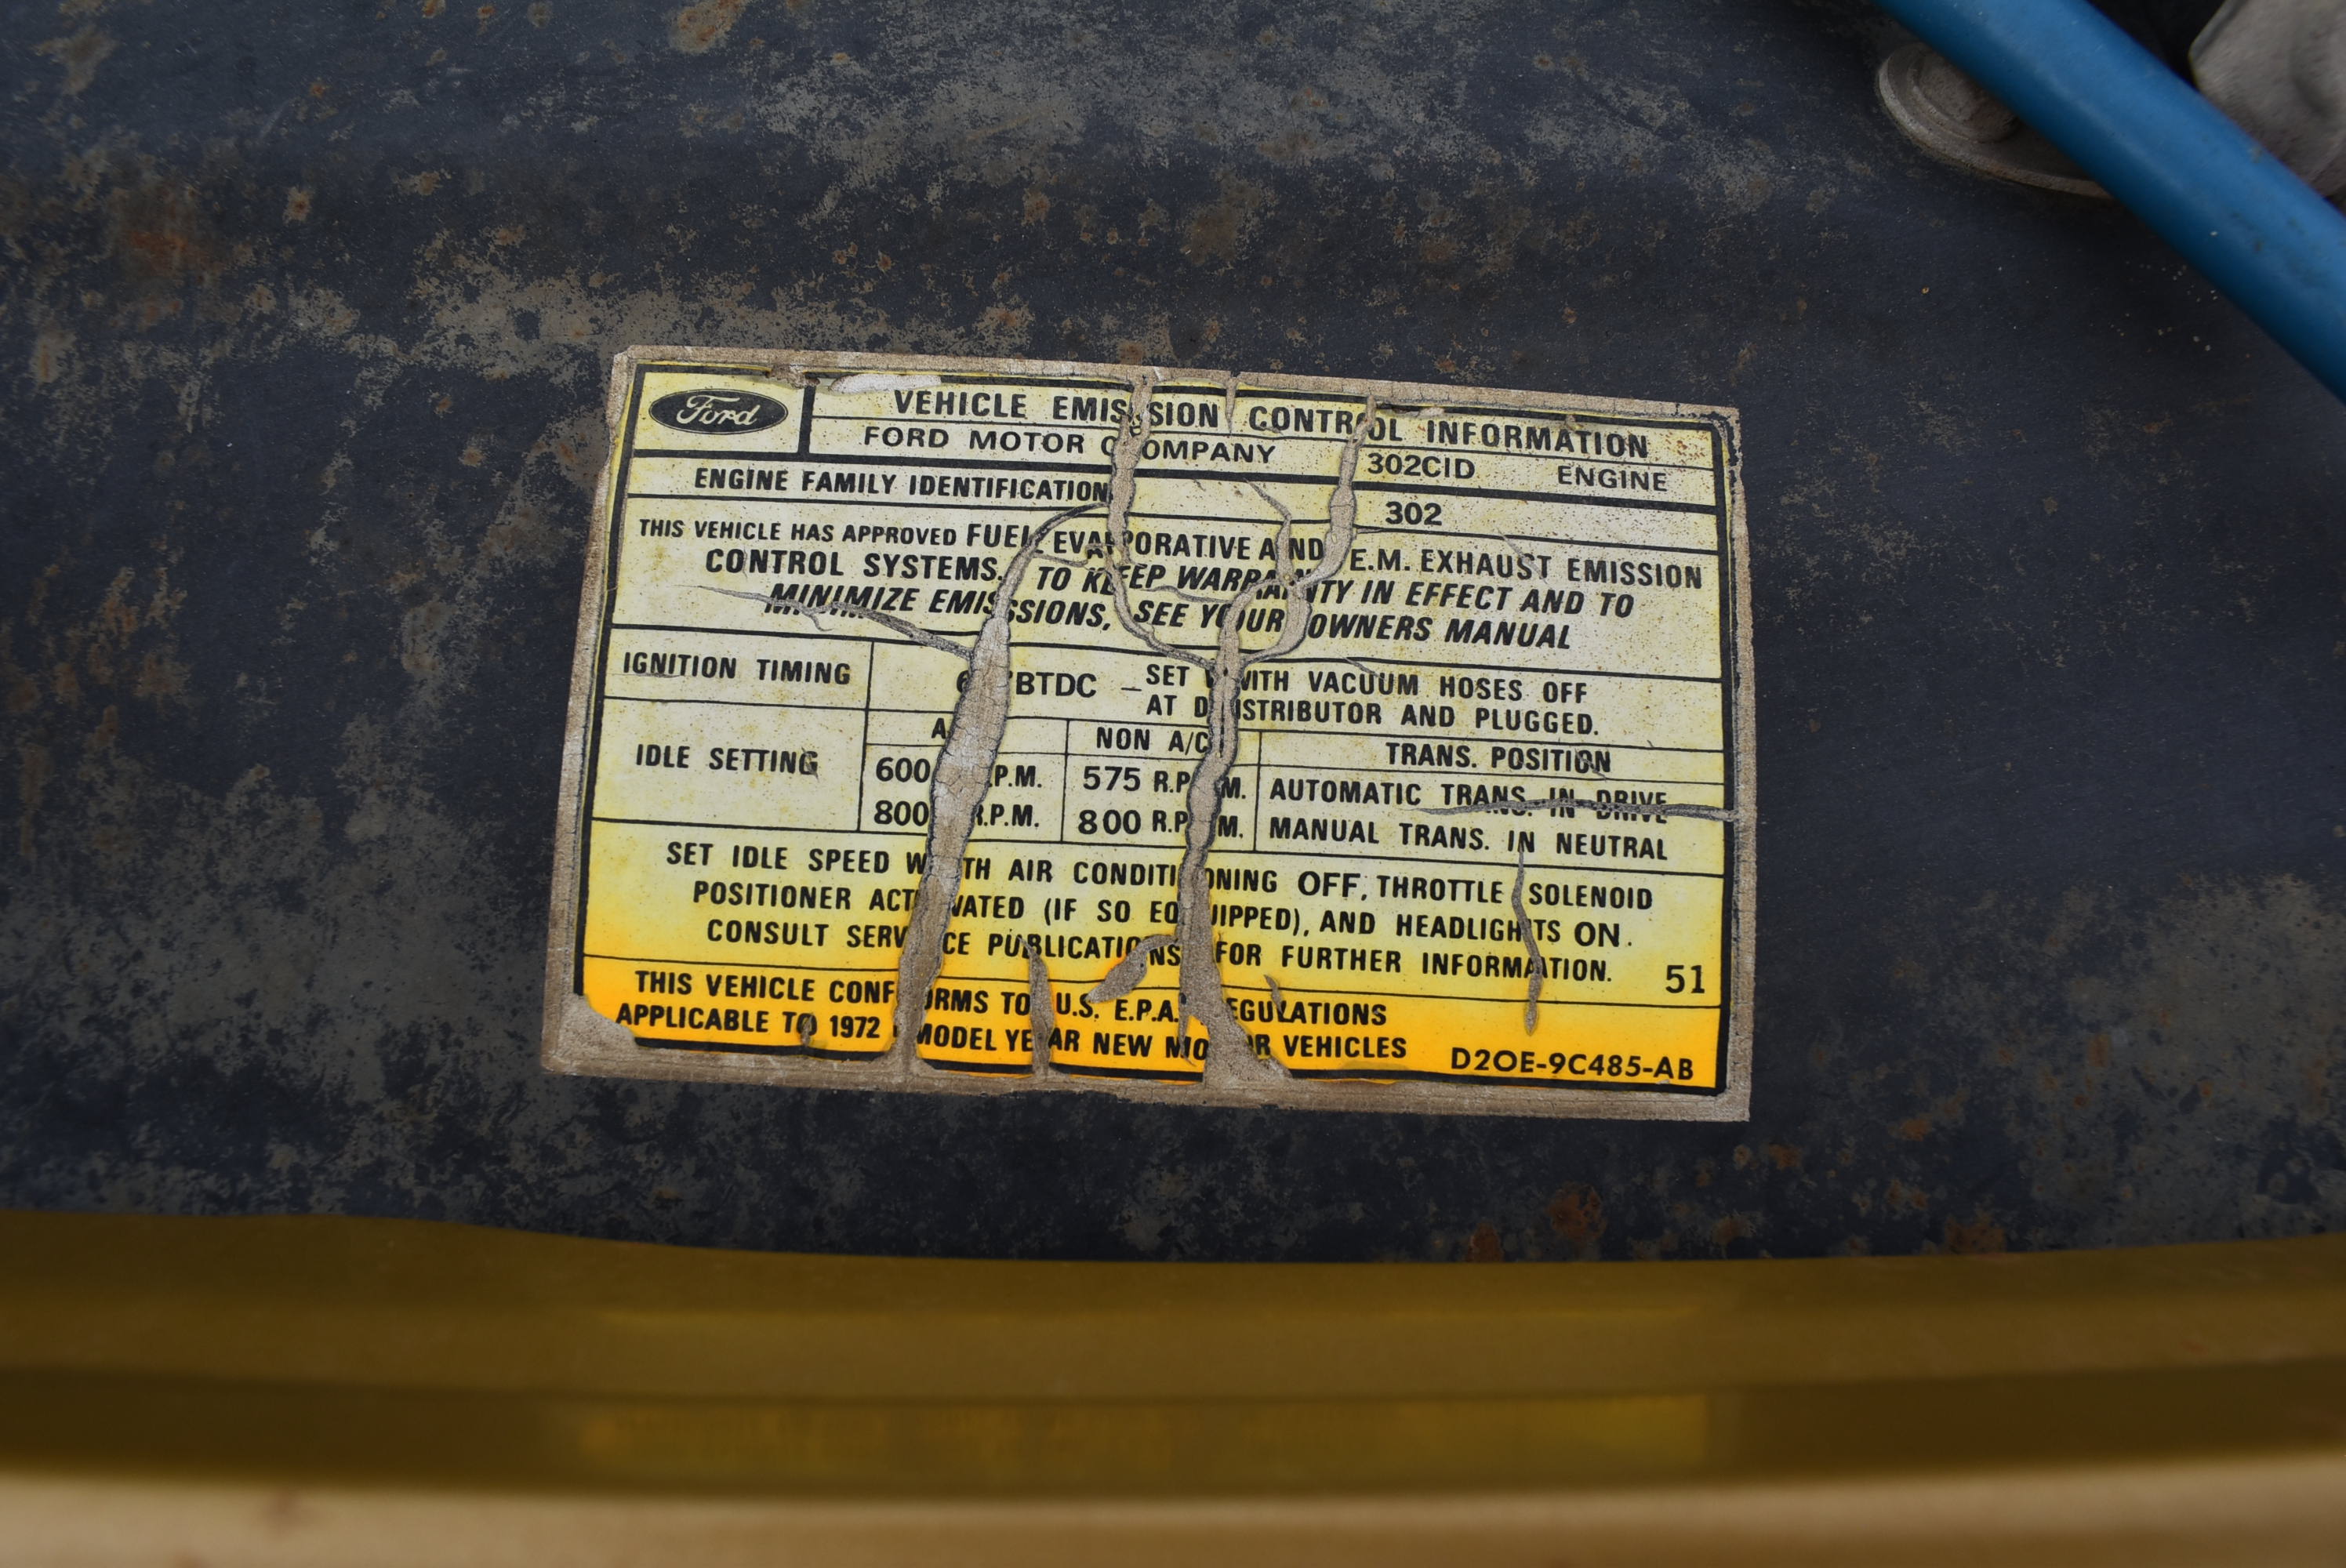 Ford
VEHICLE EMISSION CONTROL INFORMATION
FORD MOTOR COMPANY 302CID ENGINE
ENGINE FAMILY IDENTIFICATION 302
THIS VEHICLE HAS APPROVED FUEL EVAPORATIVE AND E.M. EXHAUST EMISSION
CONTROL SYSTEMS. TO KEEP WARRANTY IN EFFECT AND TO
MINIMIZE EMISSIONS, SEE YOUR OWNERS MANUAL
IGNITION TIMING BTDC – SET WITH VACUUM HOSES OFF
AT DISTRIBUTOR AND PLUGGED.
IDLE SETTING NON A/C TRANS. POSITION
600 R.P.M. 575 R.P.M. AUTOMATIC TRANS. IN DRIVE
800 R.P.M. 800 R.P.M. MANUAL TRANS. IN NEUTRAL
SET IDLE SPEED WITH AIR CONDITIONING OFF, THROTTLE SOLENOID
POSITIONER ACTIVATED (IF SO EQUIPPED), AND HEADLIGHTS ON.
CONSULT SERVICE PUBLICATIONS FOR FURTHER INFORMATION. 51
THIS VEHICLE CONFORMS TO U.S. E.P.A. REGULATIONS
APPLICABLE TO 1972 MODEL YEAR NEW MOTOR VEHICLES D2OE-9C485-AB